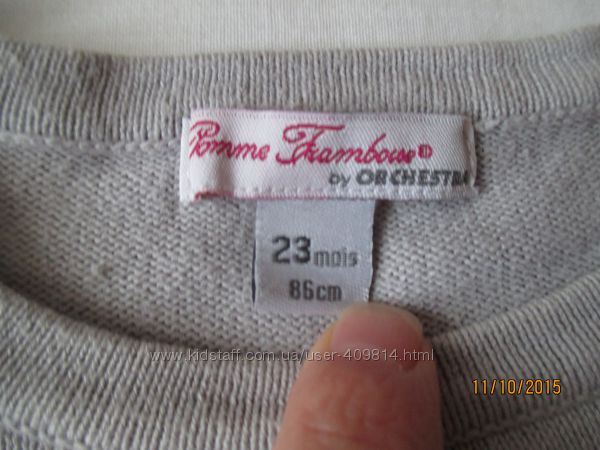 Pomme Framboise®
by ORCHESTRA
23 mois
86cm
www.kidstaff.com.ua/user-409814.html
11/10/2015